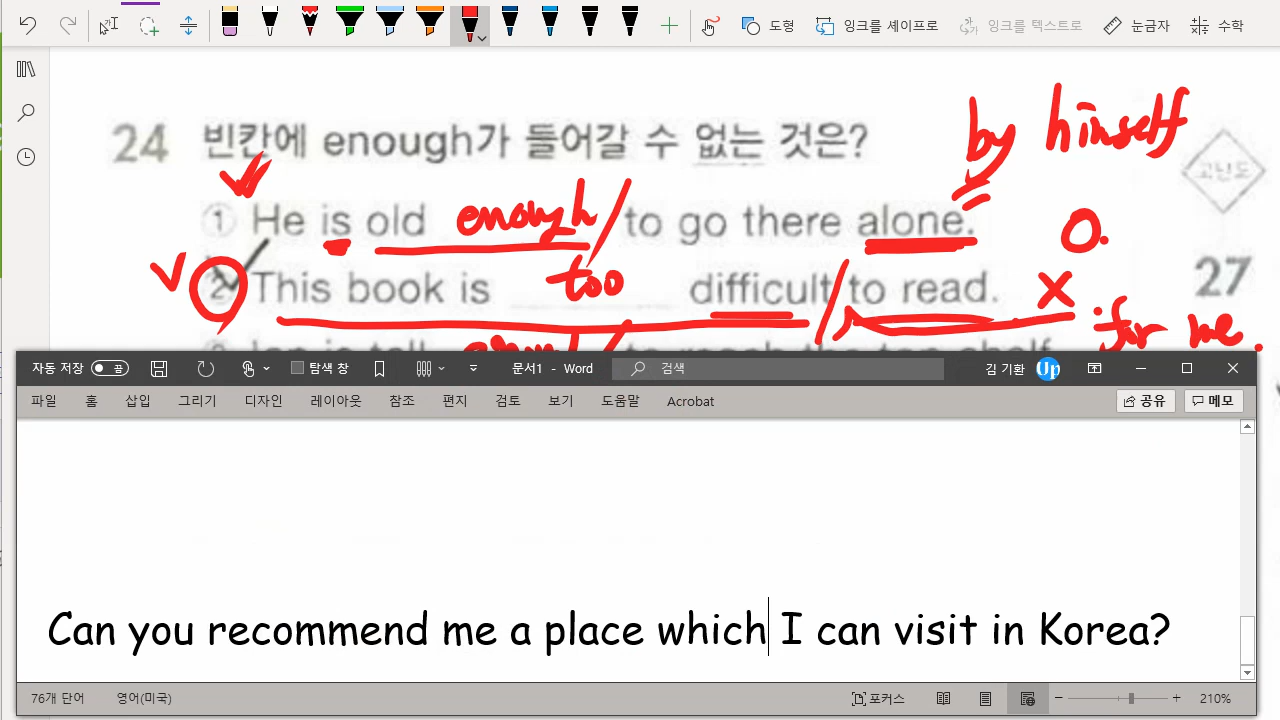 도형 잉크를 셰이프로 잉크를 텍스트로 눈금자 수학
24 빈칸에 enough가 들어갈 수 없는 것은?
by himself
고난도
① He is old enough / to go there alone.
O.
② This book is too difficult / to read.
X
27
for me.
자동 저장 끔 탐색 창 문서1 - Word 검색 김 기환 Up
파일 홈 삽입 그리기 디자인 레이아웃 참조 편지 검토 보기 도움말 Acrobat 공유 메모
Can you recommend me a place which I can visit in Korea?
76개 단어 영어(미국) 포커스 210%